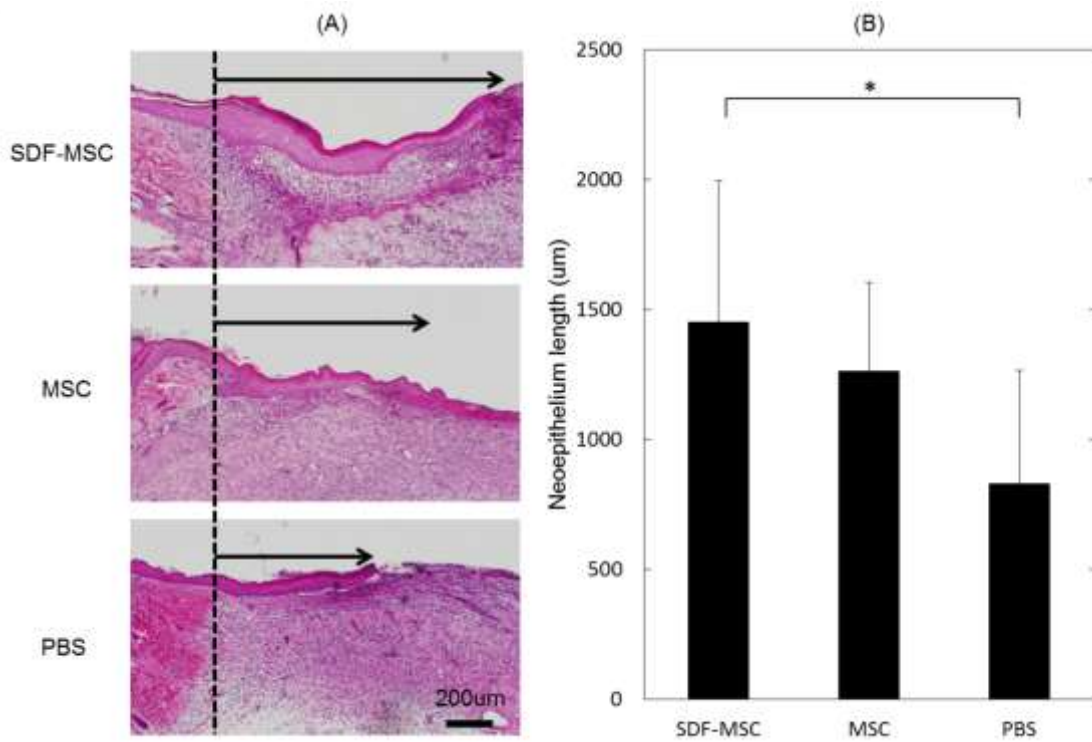 (A)
SDF-MSC
MSC
PBS
200um
(B)
Neoepithelium length (um)
2500
2000
1500
1000
500
0
*
SDF-MSC
MSC
PBS